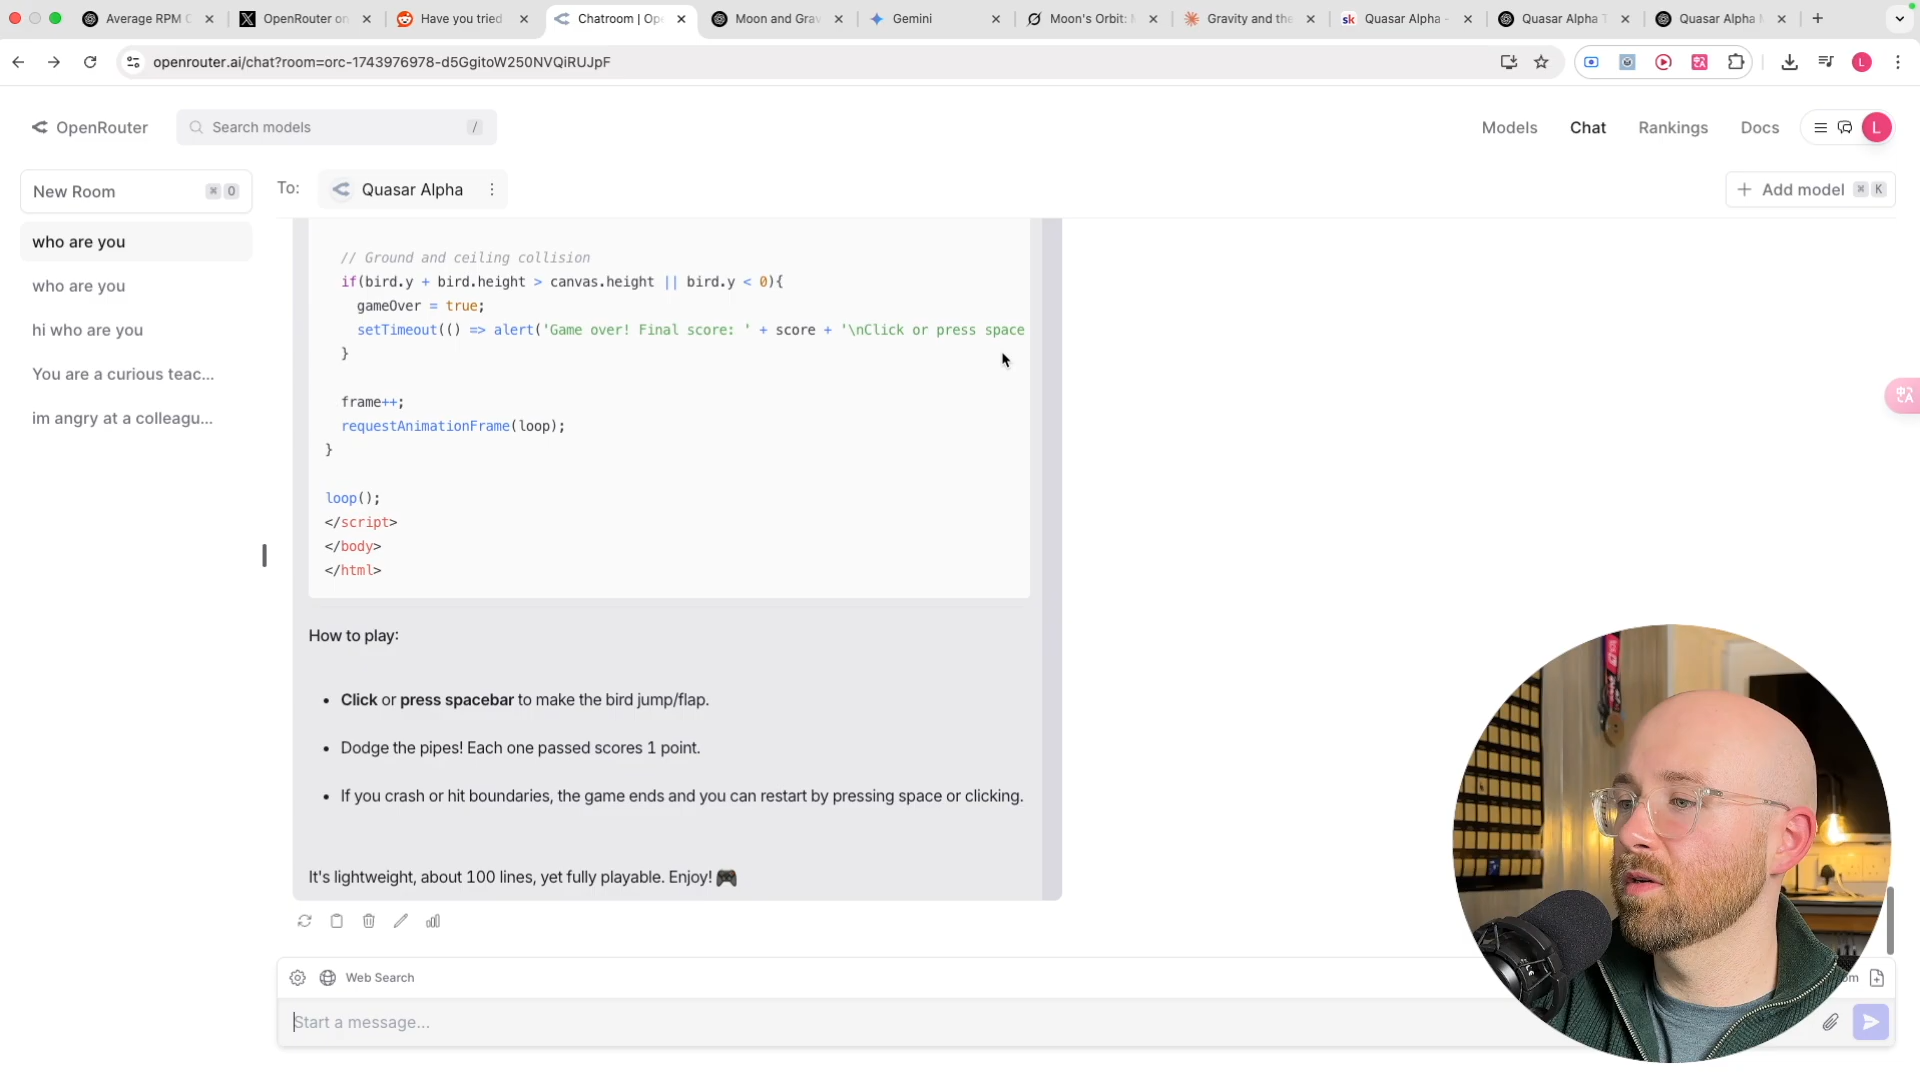 Average RPM C
OpenRouter on
Have you tried
Chatroom | Ope
Moon and Grav
Gemini
Moon's Orbit: M
Gravity and the
sk Quasar Alpha -
Quasar Alpha T
Quasar Alpha M
openrouter.ai/chat?room=orc-1743976978-d5GgitoW250NVQiRUJpF
L
OpenRouter
Search models /
Models
Chat
Rankings
Docs
L
New Room ⌘ O
To: Quasar Alpha
+ Add model ⌘ K
who are you
who are you
hi who are you
You are a curious teac...
im angry at a colleagu...
// Ground and ceiling collision
if(bird.y + bird.height > canvas.height || bird.y < 0){
gameOver = true;
setTimeout(() => alert('Game over! Final score: ' + score + '\nClick or press space
}
frame++;
requestAnimationFrame(loop);
}
loop();
</script>
</body>
</html>
How to play:
• Click or press spacebar to make the bird jump/flap.
• Dodge the pipes! Each one passed scores 1 point.
• If you crash or hit boundaries, the game ends and you can restart by pressing space or clicking.
It's lightweight, about 100 lines, yet fully playable. Enjoy! 🎮
Web Search
om
Start a message...